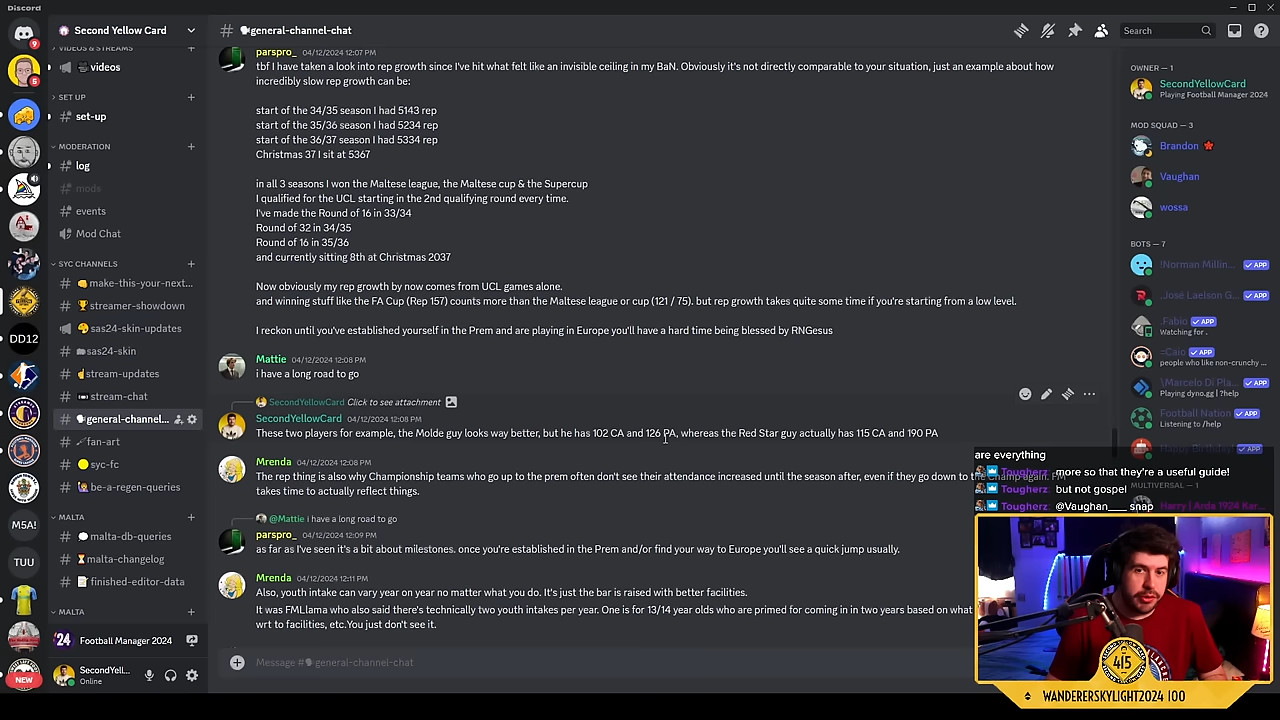 Discord
Second Yellow Card
🗣general-channel-chat
Search
VIDEOS & STREAMS
videos
SET UP
set-up
MODERATION
log
mods
events
Mod Chat
SYC CHANNELS
make-this-your-next...
streamer-showdown
sas24-skin-updates
sas24-skin
stream-updates
stream-chat
general-channel...
fan-art
syc-fc
be-a-regen-queries
MALTA
malta-db-queries
malta-changelog
finished-editor-data
MALTA
Football Manager 2024
SecondYell...
Online
9
5
DD12
M5A!
TUU
NEW
parspro_ 04/12/2024 12:07 PM
tbf I have taken a look into rep growth since I've hit what felt like an invisible ceiling in my BaN. Obviously it's not directly comparable to your situation, just an example about how
incredibly slow rep growth can be:
start of the 34/35 season I had 5143 rep
start of the 35/36 season I had 5234 rep
start of the 36/37 season I had 5334 rep
Christmas 37 I sit at 5367
in all 3 seasons I won the Maltese league, the Maltese cup & the Supercup
I qualified for the UCL starting in the 2nd qualifying round every time.
I've made the Round of 16 in 33/34
Round of 32 in 34/35
Round of 16 in 35/36
and currently sitting 8th at Christmas 2037
Now obviously my rep growth by now comes from UCL games alone.
and winning stuff like the FA Cup (Rep 157) counts more than the Maltese league or cup (121 / 75). but rep growth takes quite some time if you're starting from a low level.
I reckon until you've established yourself in the Prem and are playing in Europe you'll have a hard time being blessed by RNGesus
Mattie 04/12/2024 12:08 PM
i have a long road to go
SecondYellowCard Click to see attachment
SecondYellowCard 04/12/2024 12:08 PM
These two players for example, the Molde guy looks way better, but he has 102 CA and 126 PA, whereas the Red Star guy actually has 115 CA and 190 PA
Mrenda 04/12/2024 12:08 PM
The rep thing is also why Championship teams who go up to the prem often don't see their attendance increased until the season after, even if they go down to the Champ again. FM
takes time to actually reflect things.
@Mattie i have a long road to go
parspro_ 04/12/2024 12:09 PM
as far as I've seen it's a bit about milestones. once you're established in the Prem and/or find your way to Europe you'll see a quick jump usually.
Mrenda 04/12/2024 12:11 PM
Also, youth intake can vary year on year no matter what you do. It's just the bar is raised with better facilities.
It was FMLlama who also said there's technically two youth intakes per year. One is for 13/14 year olds who are primed for coming in in two years based on what
wrt to facilities, etc.You just don't see it.
Message #🗣general-channel-chat
OWNER — 1
SecondYellowCard
Playing Football Manager 2024
MOD SQUAD — 3
Brandon
Vaughan
wossa
BOTS — 7
!Norman Millin... APP
.José Laelson G... APP
.Fabio APP
Watching for .
=Caio APP
people who like non-crunchy ...
\Marcelo Di Pla... APP
Playing dyno.gg | ?help
Football Nation APP
Listening to /help
Happy Birthday APP
MULTIVERSAL — 1
are everything
Tougherz: more so that they're a useful guide!
Tougherz: but not gospel
Tougherz: @Vaughan____ snap
415
WANDERERSKYLIGHT2024 100